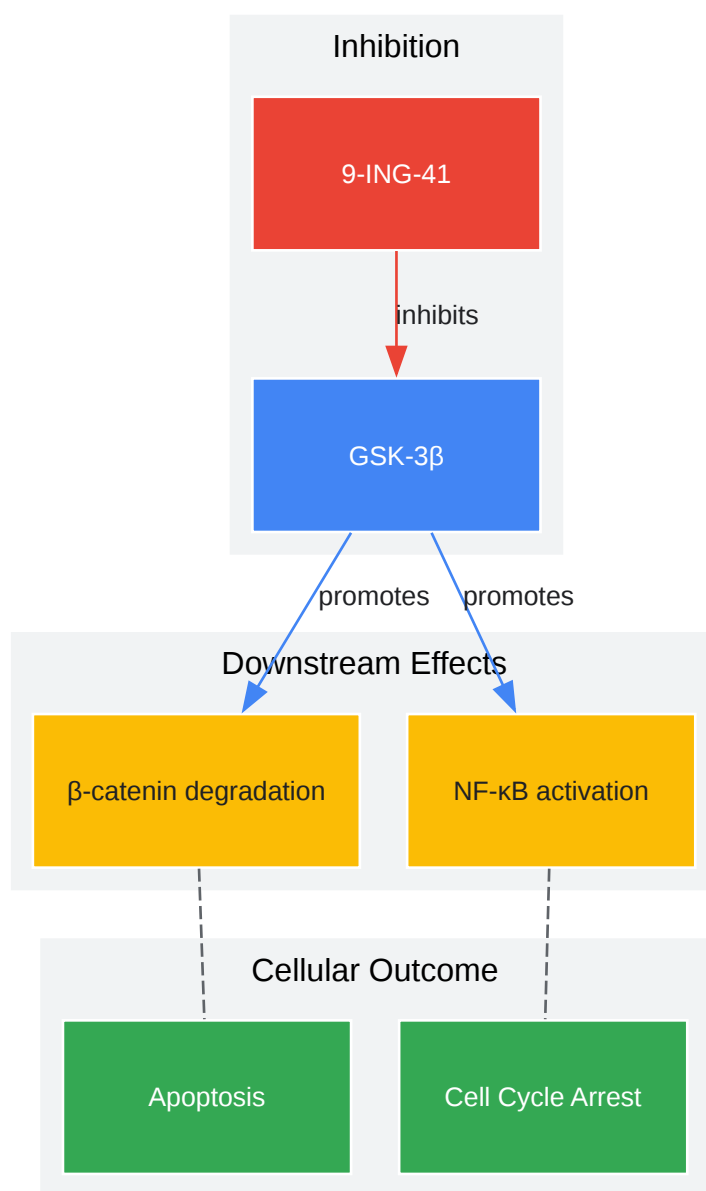 Inhibition
9-ING-41
inhibits
GSK-3β
promotes
promotes
Downstream Effects
β-catenin degradation
NF-κB activation
Cellular Outcome
Apoptosis
Cell Cycle Arrest